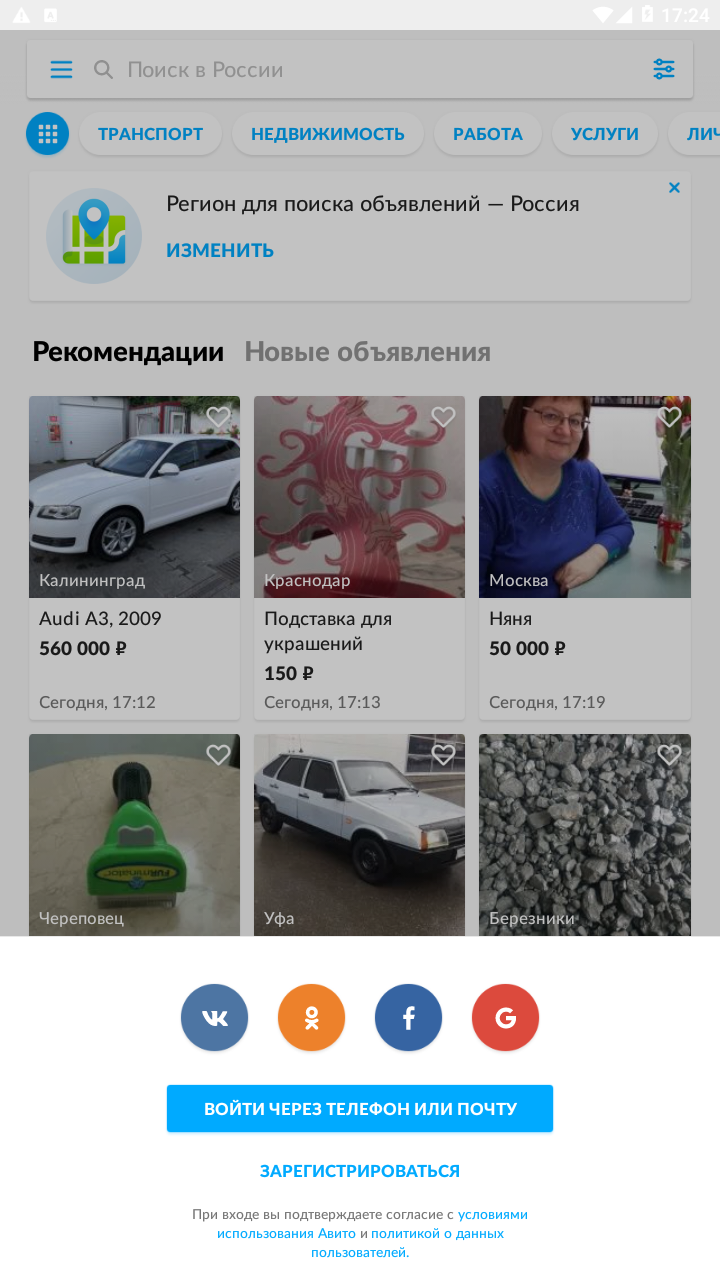 17:24
Поиск в России
ТРАНСПОРТ
НЕДВИЖИМОСТЬ
РАБОТА
УСЛУГИ
ЛИЧ
Регион для поиска объявлений — Россия
ИЗМЕНИТЬ
Рекомендации
Новые объявления
Калининград
Audi A3, 2009
560 000 ₽
Сегодня, 17:12
Краснодар
Подставка для
украшений
150 ₽
Сегодня, 17:13
Москва
Няня
50 000 ₽
Сегодня, 17:19
Череповец
Уфа
Березники
ВОЙТИ ЧЕРЕЗ ТЕЛЕФОН ИЛИ ПОЧТУ
ЗАРЕГИСТРИРОВАТЬСЯ
При входе вы подтверждаете согласие с условиями
использования Авито и политикой о данных
пользователей.